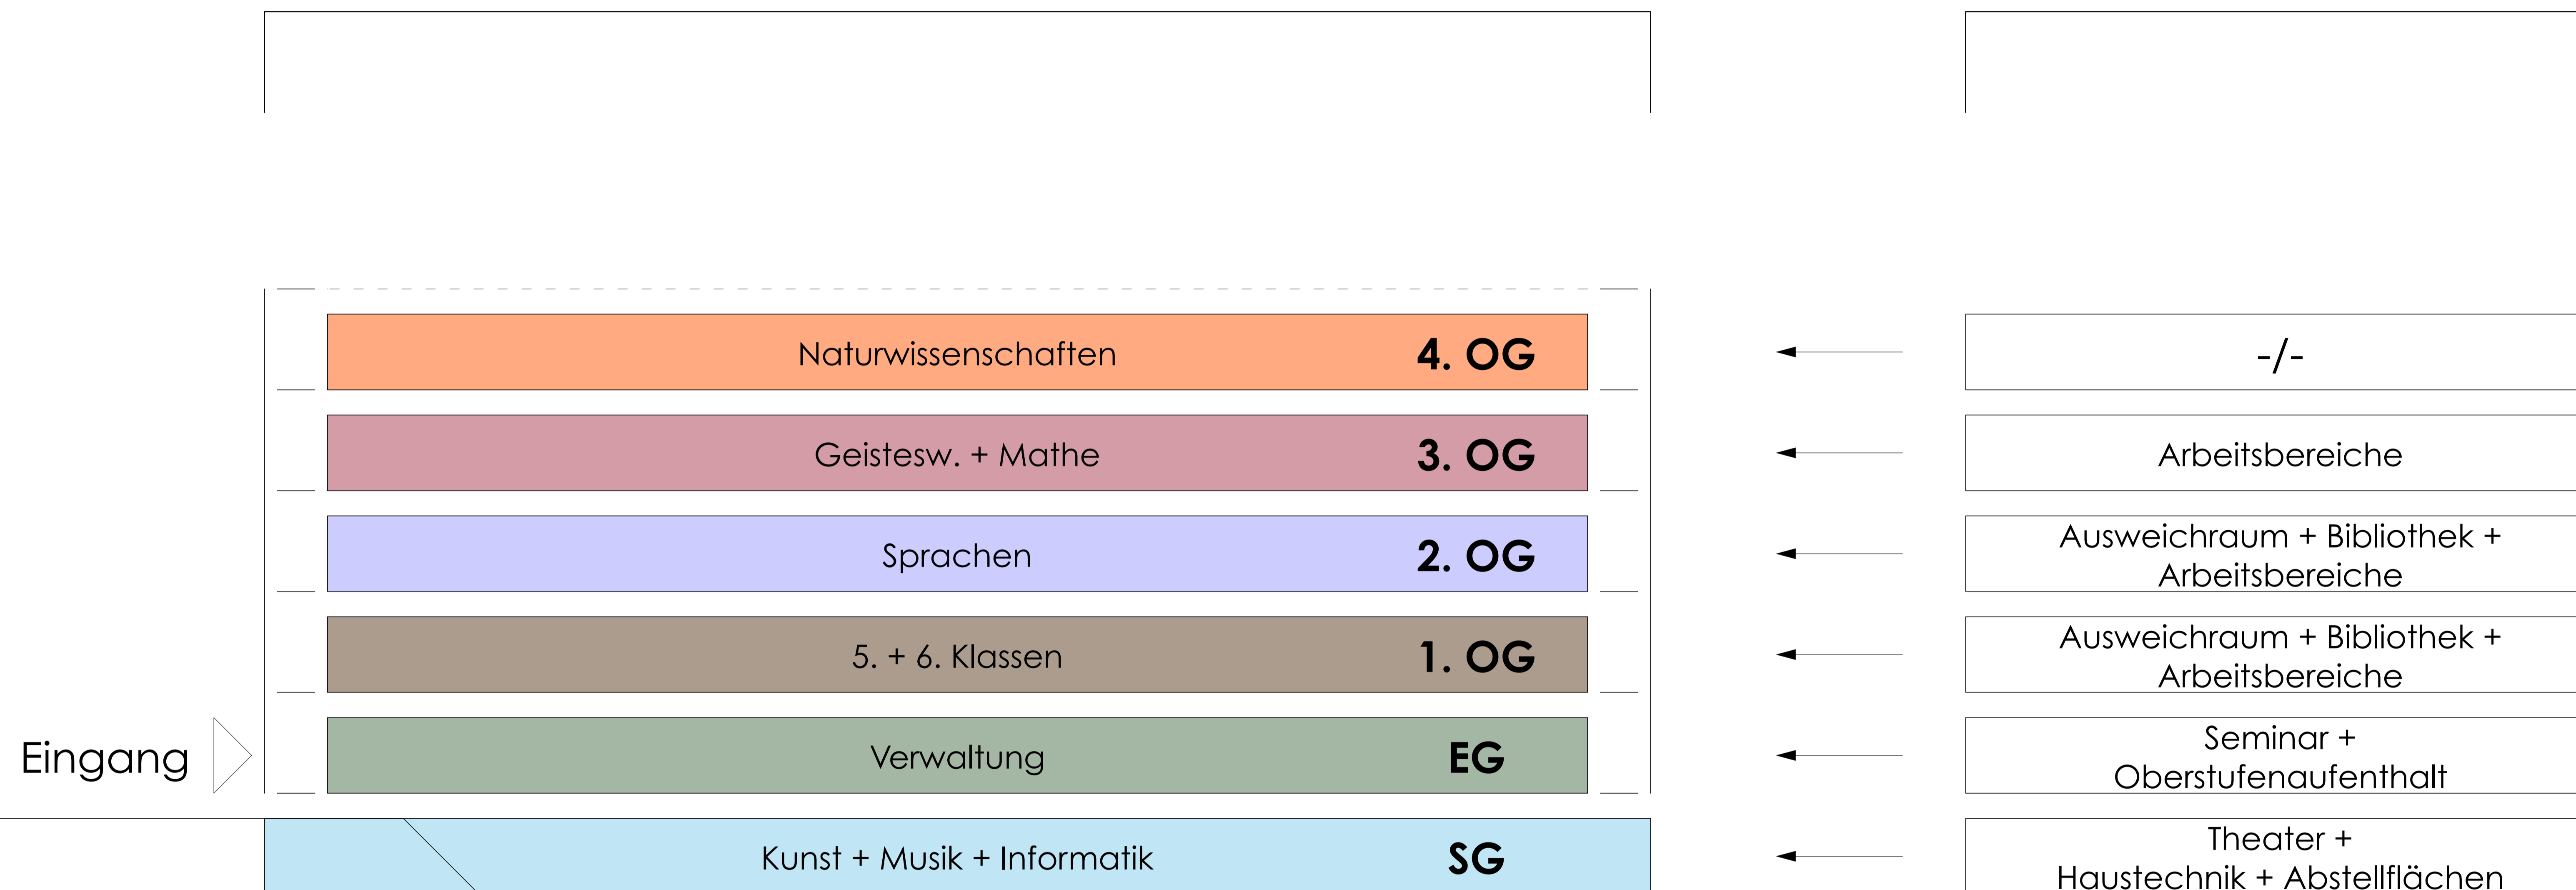 Naturwissenschaften 4. OG -/-
Geistesw. + Mathe 3. OG Arbeitsbereiche
Sprachen 2. OG Ausweichraum + Bibliothek +
Arbeitsbereiche
5. + 6. Klassen 1. OG Ausweichraum + Bibliothek +
Arbeitsbereiche
Eingang Verwaltung EG Seminar +
Oberstufenaufenthalt
Kunst + Musik + Informatik SG Theater +
Haustechnik + Abstellflächen